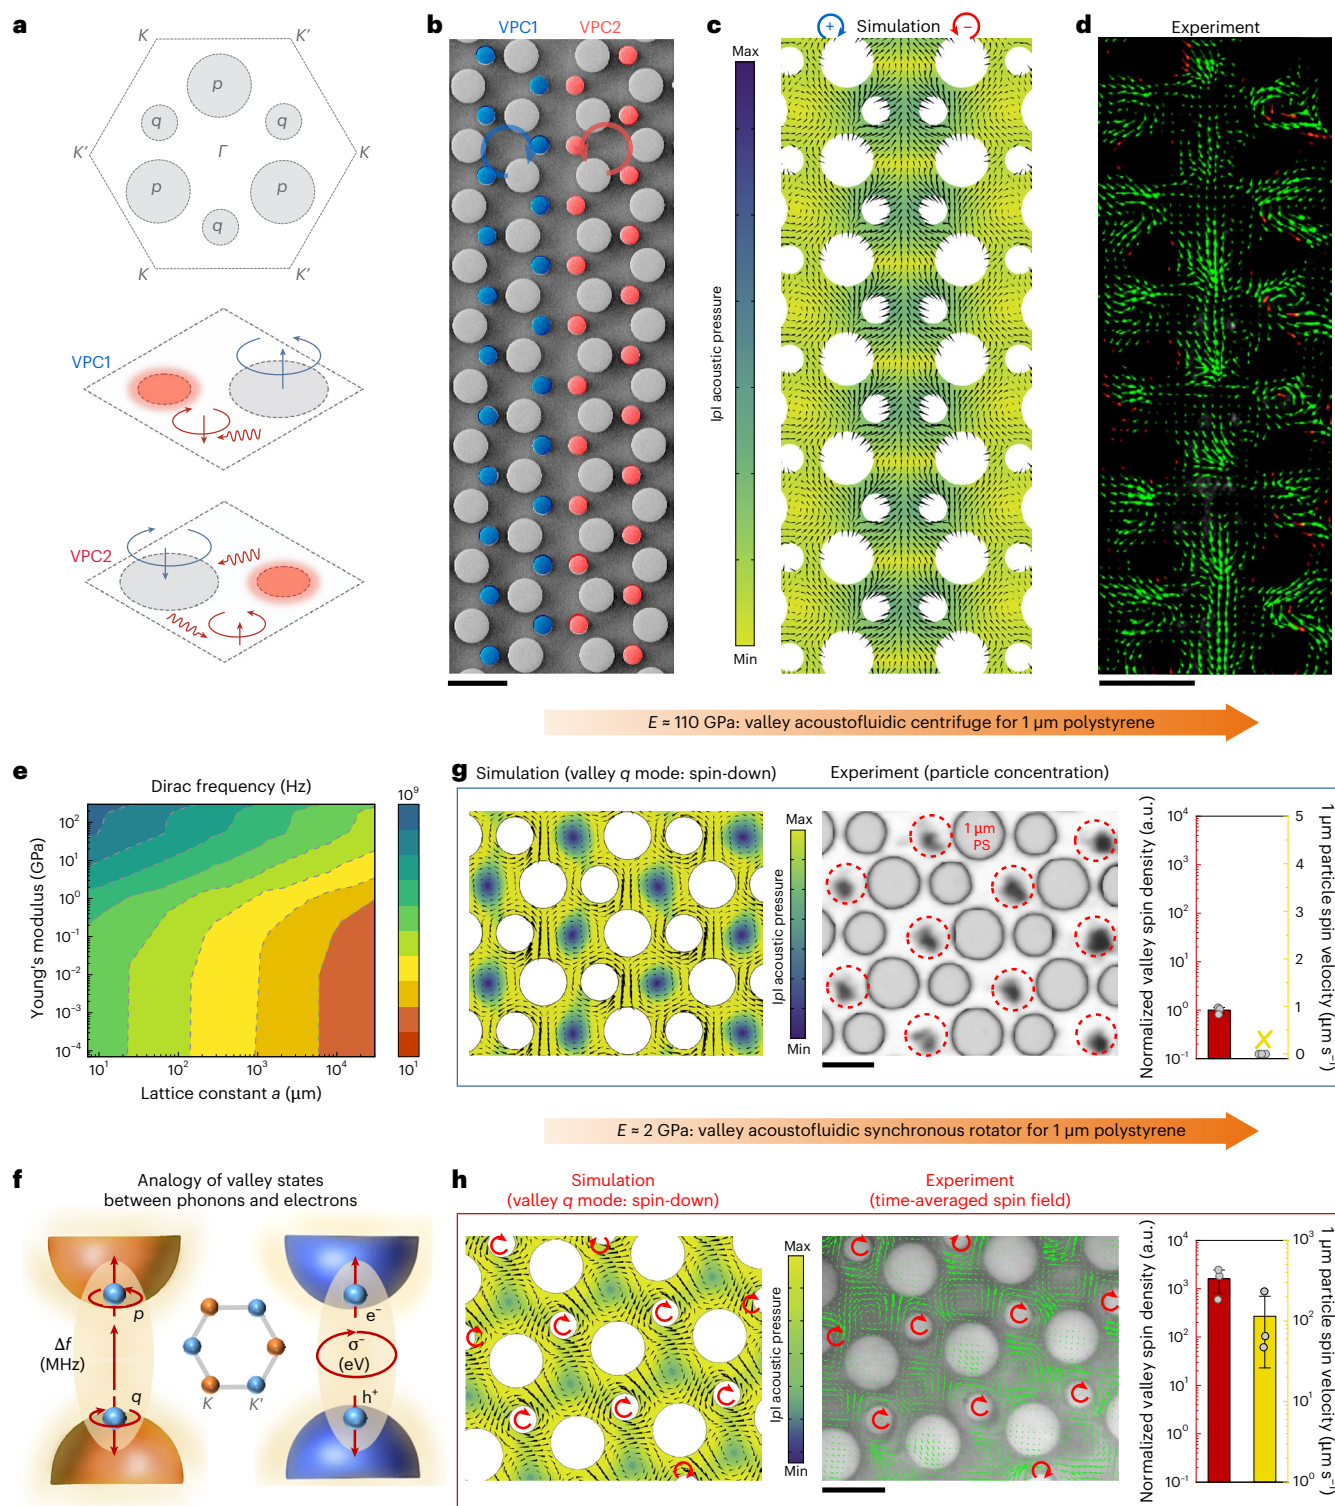 a
K
K′
p
q
q
Γ
K′
K
p
p
q
K
K′
VPC1
VPC2
b
VPC1
VPC2
c
+
Simulation
−
Max
|p| acoustic pressure
Min
d
Experiment
E ≈ 110 GPa: valley acoustofluidic centrifuge for 1 µm polystyrene
e
Dirac frequency (Hz)
Young's modulus (GPa)
10²
10¹
10⁰
10⁻¹
10⁻²
10⁻³
10⁻⁴
10¹
10²
10³
10⁴
Lattice constant a (µm)
10⁹
10¹
g
Simulation (valley q mode: spin-down)
Max
|p| acoustic pressure
Min
Experiment (particle concentration)
1 µm
PS
Normalized valley spin density (a.u.)
10⁴
10³
10²
10¹
10⁰
10⁻¹
5
4
3
2
1
0
1 µm particle spin velocity (µm s⁻¹)
E ≈ 2 GPa: valley acoustofluidic synchronous rotator for 1 µm polystyrene
f
Analogy of valley states
between phonons and electrons
p
Δf
(MHz)
q
K
K′
e⁻
σ⁻
(eV)
h⁺
h
Simulation
(valley q mode: spin-down)
Max
|p| acoustic pressure
Min
Experiment
(time-averaged spin field)
Normalized valley spin density (a.u.)
10⁴
10³
10²
10¹
10⁰
10⁻¹
10³
10²
10¹
10⁰
1 µm particle spin velocity (µm s⁻¹)